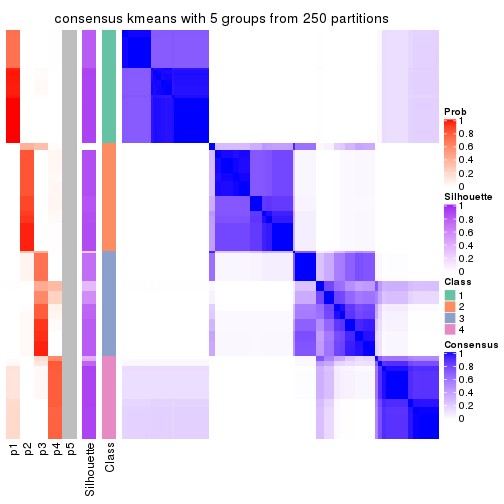 consensus kmeans with 5 groups from 250 partitions
Prob
1
0.8
0.6
0.4
0.2
0
Silhouette
1
0.8
0.6
0.4
0.2
0
Class
1
2
3
4
Consensus
1
0.8
0.6
0.4
0.2
0
p1
p2
p3
p4
p5
Silhouette
Class